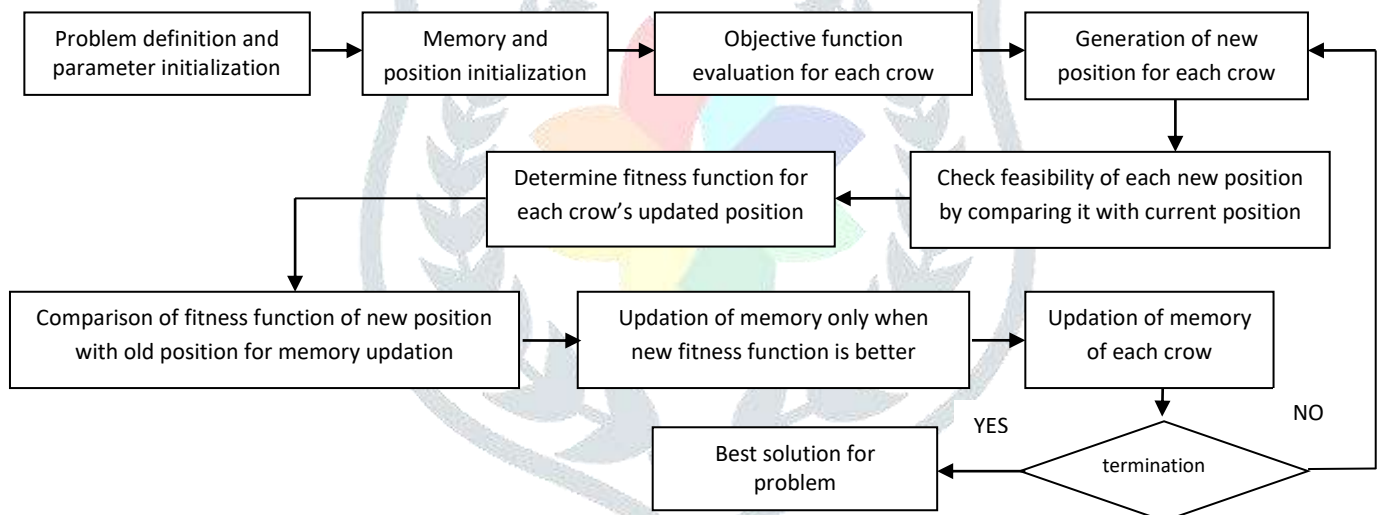 Problem definition and
parameter initialization
Memory and
position initialization
Objective function
evaluation for each crow
Generation of new
position for each crow
Check feasibility of each new position
by comparing it with current position
Determine fitness function for
each crow’s updated position
Comparison of fitness function of new position
with old position for memory updation
Updation of memory only when
new fitness function is better
Updation of memory
of each crow
termination
YES
NO
Best solution for
problem